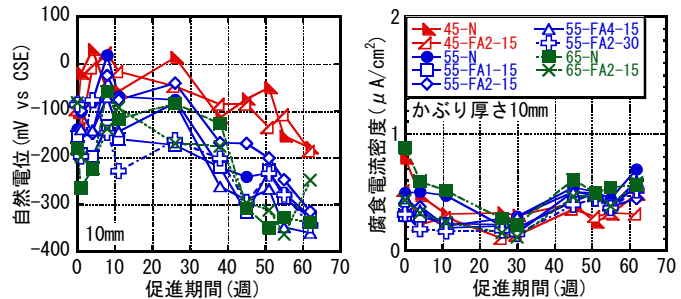 自然電位(mV vs CSE)
100
0
-100
-200
-300
-400
10mm
0 10 20 30 40 50 60 70
促進期間(週)
腐食電流密度(μA/cm²)
2
1
0
45-N
45-FA2-15
55-N
55-FA1-15
55-FA2-15
55-FA4-15
55-FA2-30
65-N
65-FA2-15
かぶり厚さ10mm
0 10 20 30 40 50 60 70
促進期間(週)